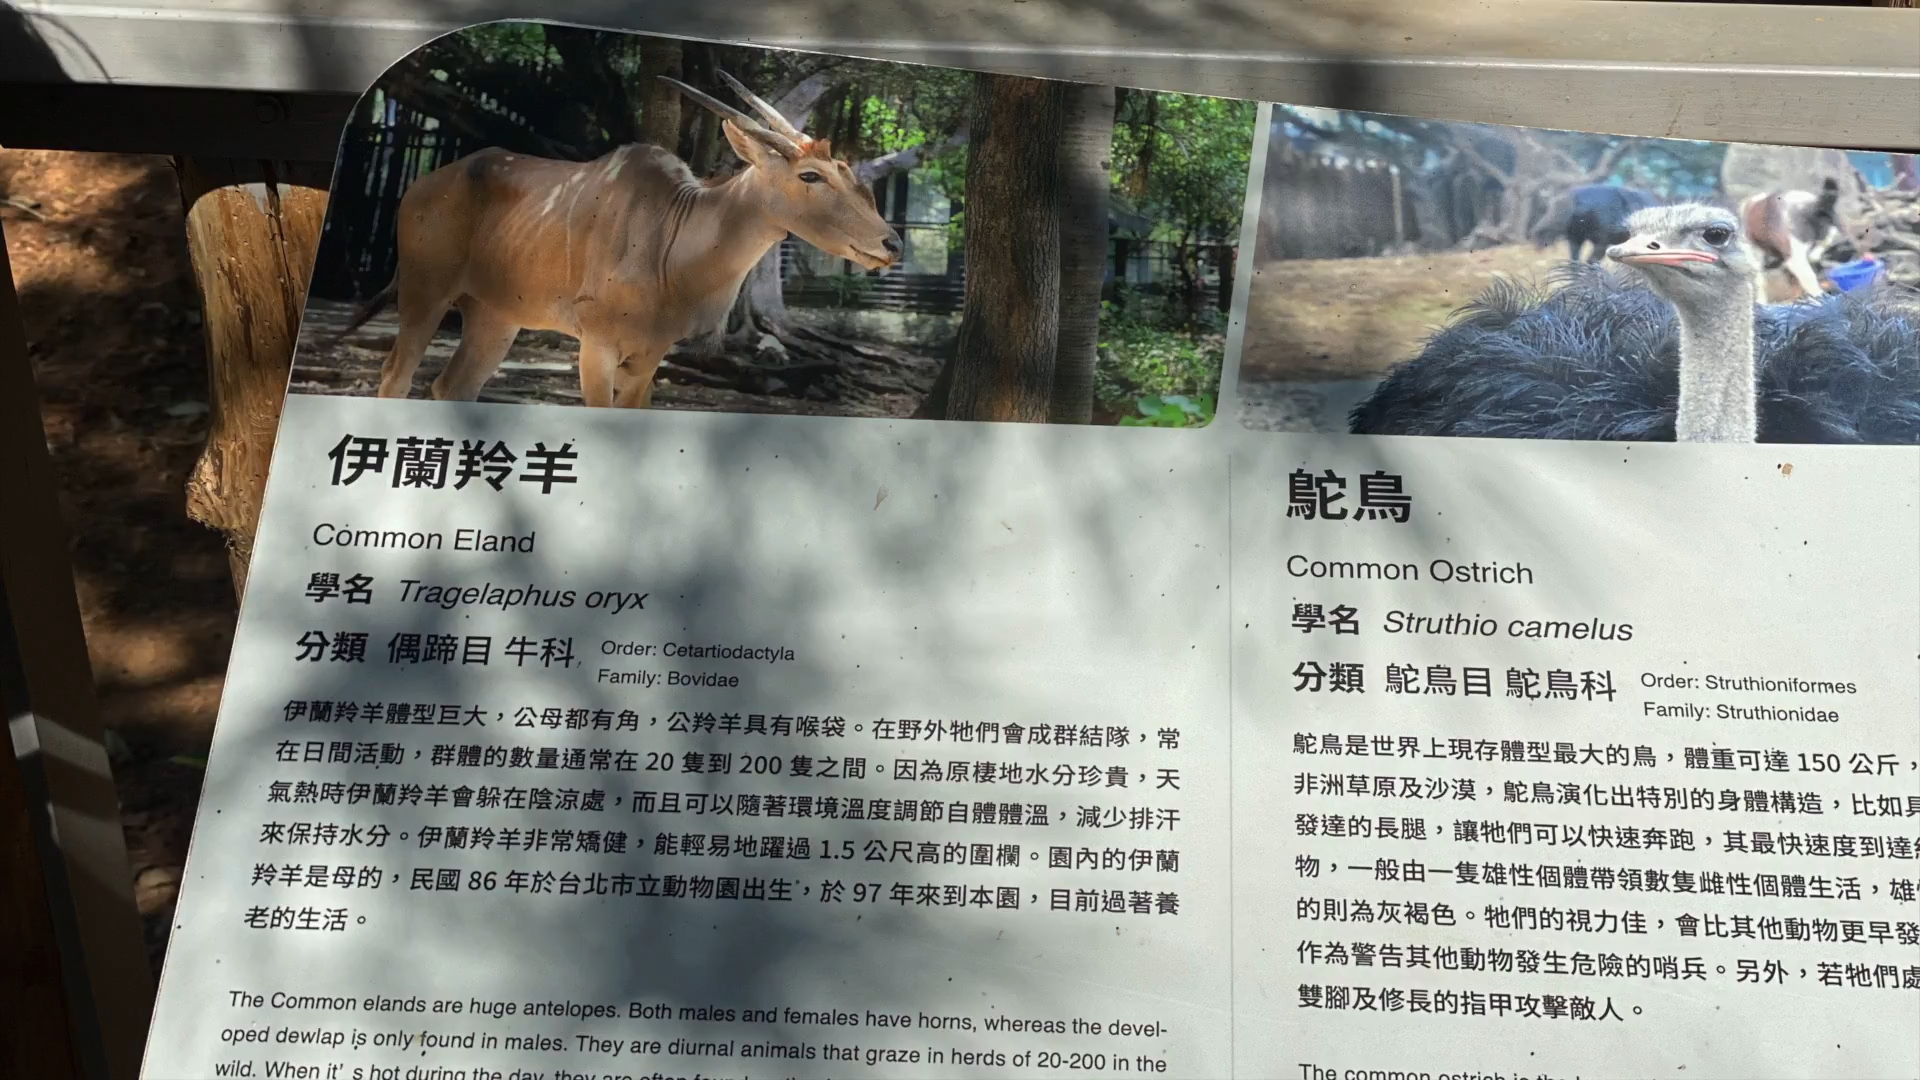 伊蘭羚羊
Common Eland
學名 Tragelaphus oryx
分類 偶蹄目 牛科 Order: Cetartiodactyla
Family: Bovidae
伊蘭羚羊體型巨大，公母都有角，公羚羊具有喉袋。在野外牠們會成群結隊，常
在日間活動，群體的數量通常在 20 隻到 200 隻之間。因為原棲地水分珍貴，天
氣熱時伊蘭羚羊會躲在陰涼處，而且可以隨著環境溫度調節自體體溫，減少排汗
來保持水分。伊蘭羚羊非常矯健，能輕易地躍過 1.5 公尺高的圍欄。園內的伊蘭
羚羊是母的，民國 86 年於台北市立動物園出生，於 97 年來到本園，目前過著養
老的生活。
The Common elands are huge antelopes. Both males and females have horns, whereas the devel-
oped dewlap is only found in males. They are diurnal animals that graze in herds of 20-200 in the
wild. When it's hot during the day, they are often
鴕鳥
Common Ostrich
學名 Struthio camelus
分類 鴕鳥目 鴕鳥科 Order: Struthioniformes
Family: Struthionidae
鴕鳥是世界上現存體型最大的鳥，體重可達 150 公斤，
非洲草原及沙漠，鴕鳥演化出特別的身體構造，比如具
發達的長腿，讓牠們可以快速奔跑，其最快速度到達
物，一般由一隻雄性個體帶領數隻雌性個體生活，雄
的則為灰褐色。牠們的視力佳，會比其他動物更早發
作為警告其他動物發生危險的哨兵。另外，若牠們處
雙腳及修長的指甲攻擊敵人。
The common ostrich is the